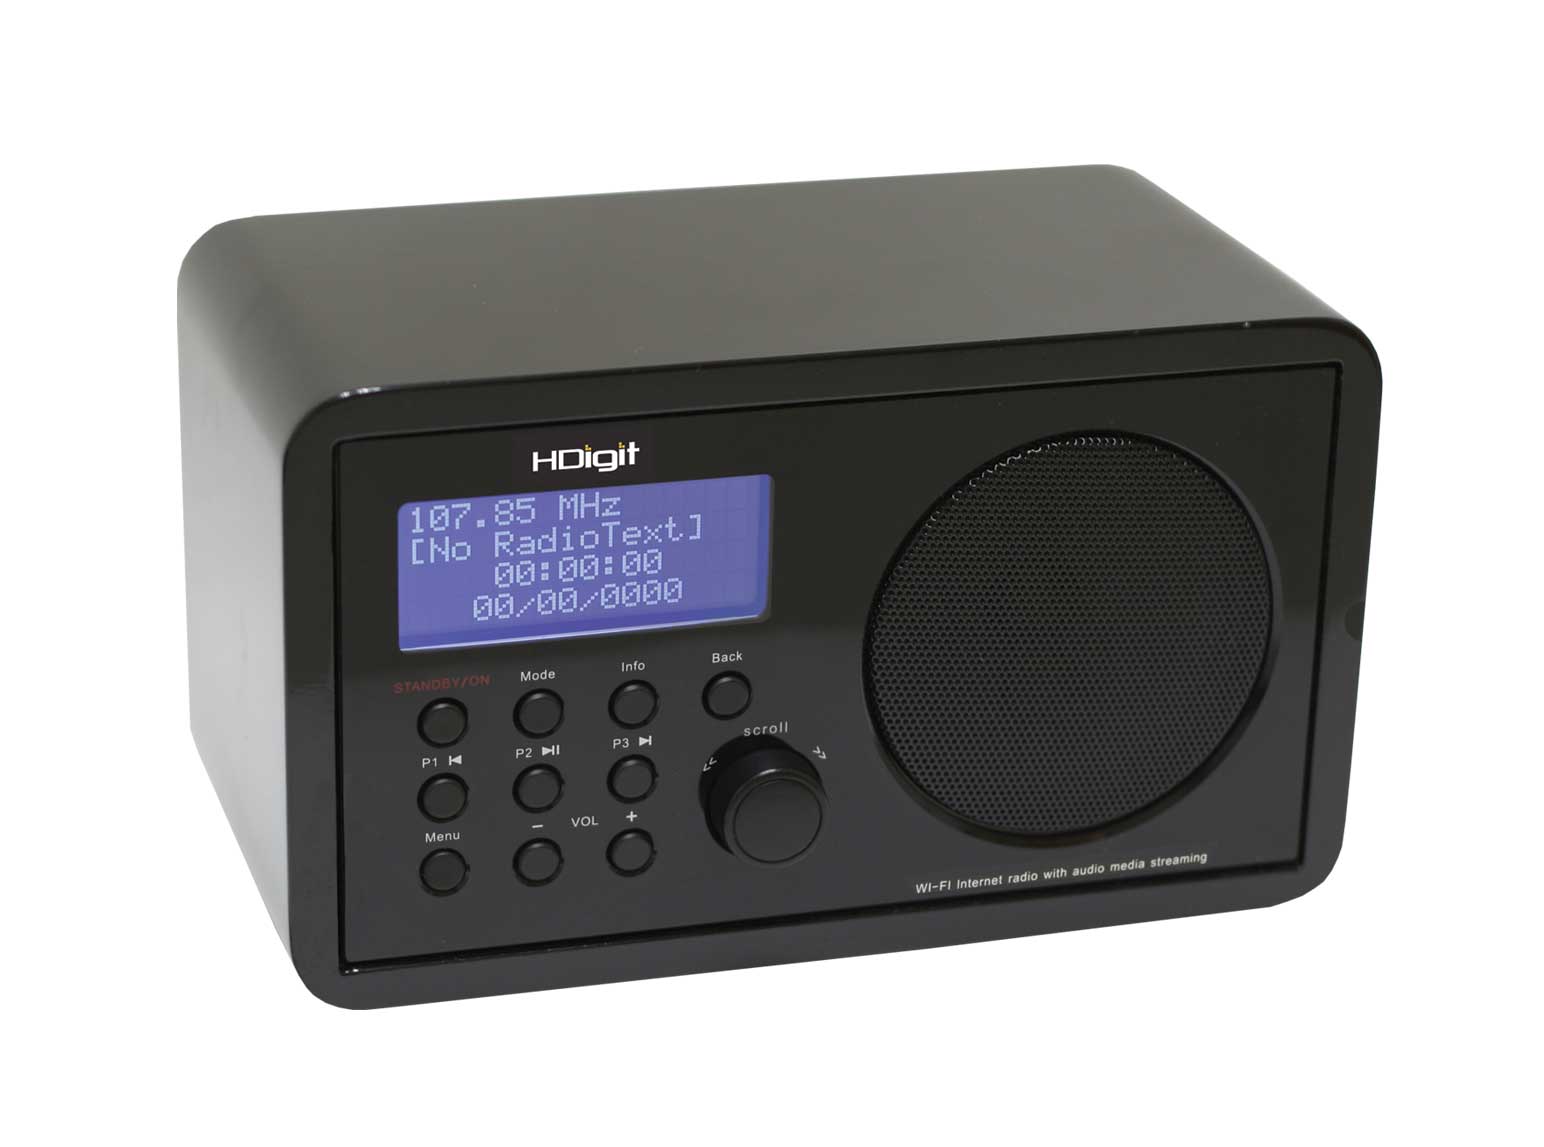 HDigit
107.85 MHz
[No RadioText]
00:00:00
00/00/0000
STANDBY/ON Mode Info Back
P1 P2 P3 scroll
Menu - VOL +
WI-FI Internet radio with audio media streaming